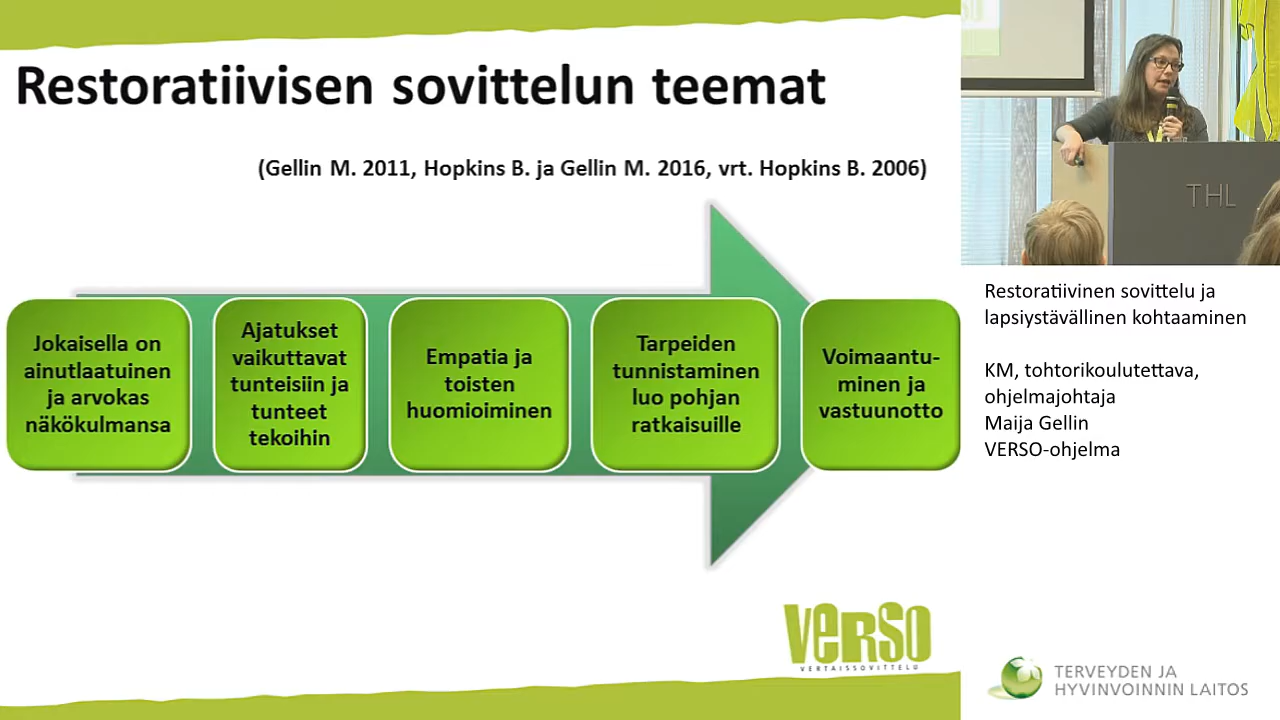 Restoratiivisen sovittelun teemat
(Gellin M. 2011, Hopkins B. ja Gellin M. 2016, vrt. Hopkins B. 2006)
Jokaisella on
ainutlaatuinen
ja arvokas
näkökulmansa
Ajatukset
vaikuttavat
tunteisiin ja
tunteet
tekoihin
Empatia ja
toisten
huomioiminen
Tarpeiden
tunnistaminen
luo pohjan
ratkaisuille
Voimaantu-
minen ja
vastuunotto
VERSO
VERTAISSOVITTELU
THL
Restoratiivinen sovittelu ja
lapsiystävällinen kohtaaminen
KM, tohtorikoulutettava,
ohjelmajohtaja
Maija Gellin
VERSO-ohjelma
TERVEYDEN JA
HYVINVOINNIN LAITOS